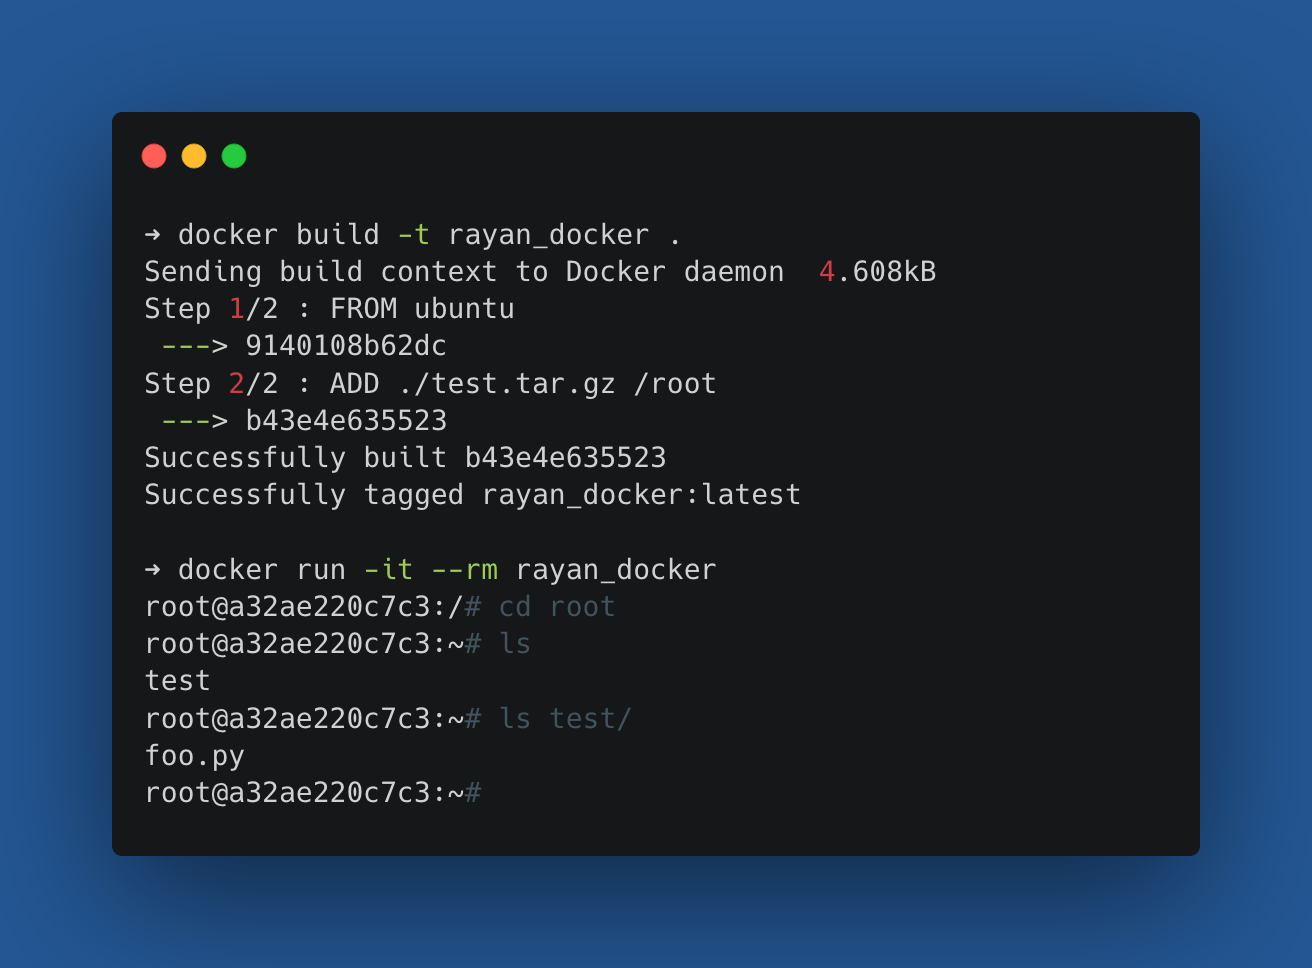 ➜ docker build -t rayan_docker .
Sending build context to Docker daemon  4.608kB
Step 1/2 : FROM ubuntu
 ---> 9140108b62dc
Step 2/2 : ADD ./test.tar.gz /root
 ---> b43e4e635523
Successfully built b43e4e635523
Successfully tagged rayan_docker:latest

➜ docker run -it --rm rayan_docker
root@a32ae220c7c3:/# cd root
root@a32ae220c7c3:~# ls
test
root@a32ae220c7c3:~# ls test/
foo.py
root@a32ae220c7c3:~#